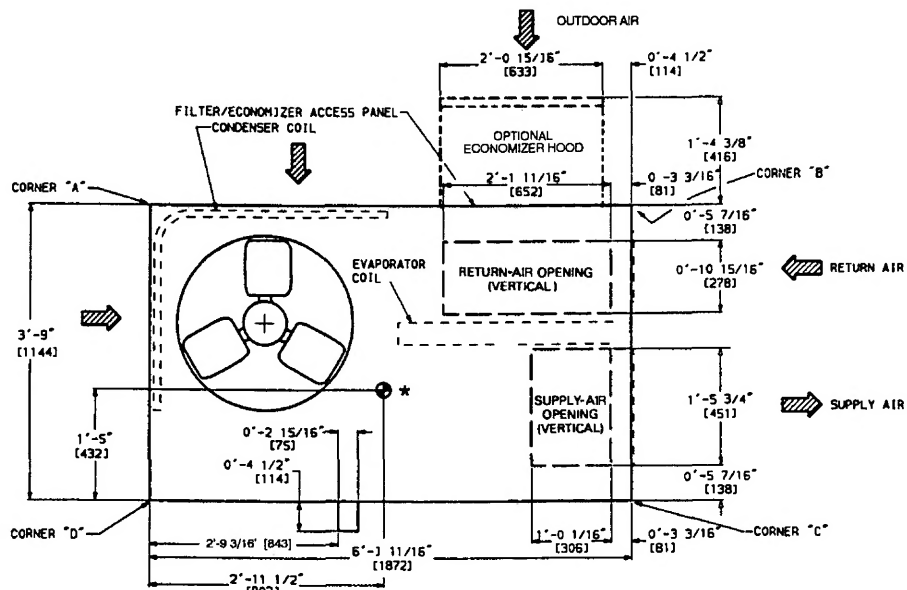 OUTDOOR AIR
2'-0 15/16"
[633]
0'-4 1/2"
[114]
FILTER/ECONOMIZER ACCESS PANEL
CONDENSER COIL
OPTIONAL
ECONOMIZER HOOD
1'-4 3/8"
[416]
2'-1 11/16"
[652]
0 -3 3/16"
[81]
CORNER "A"
CORNER "B"
0'-5 7/16"
[138]
EVAPORATOR
COIL
RETURN-AIR OPENING
(VERTICAL)
0'-10 15/16"
[278]
RETURN AIR
3'-9"
[1144]
*
SUPPLY-AIR
OPENING
(VERTICAL)
1'-5 3/4"
[451]
SUPPLY AIR
1'-5"
[432]
0'-2 15/16"
[75]
0'-4 1/2"
[114]
0'-5 7/16"
[138]
CORNER "D"
CORNER "C"
2'-9 3/16' [843]
1'-0 1/16"
[306]
0'-3 3/16"
[81]
6'-1 11/16"
[1872]
2'-11 1/2"